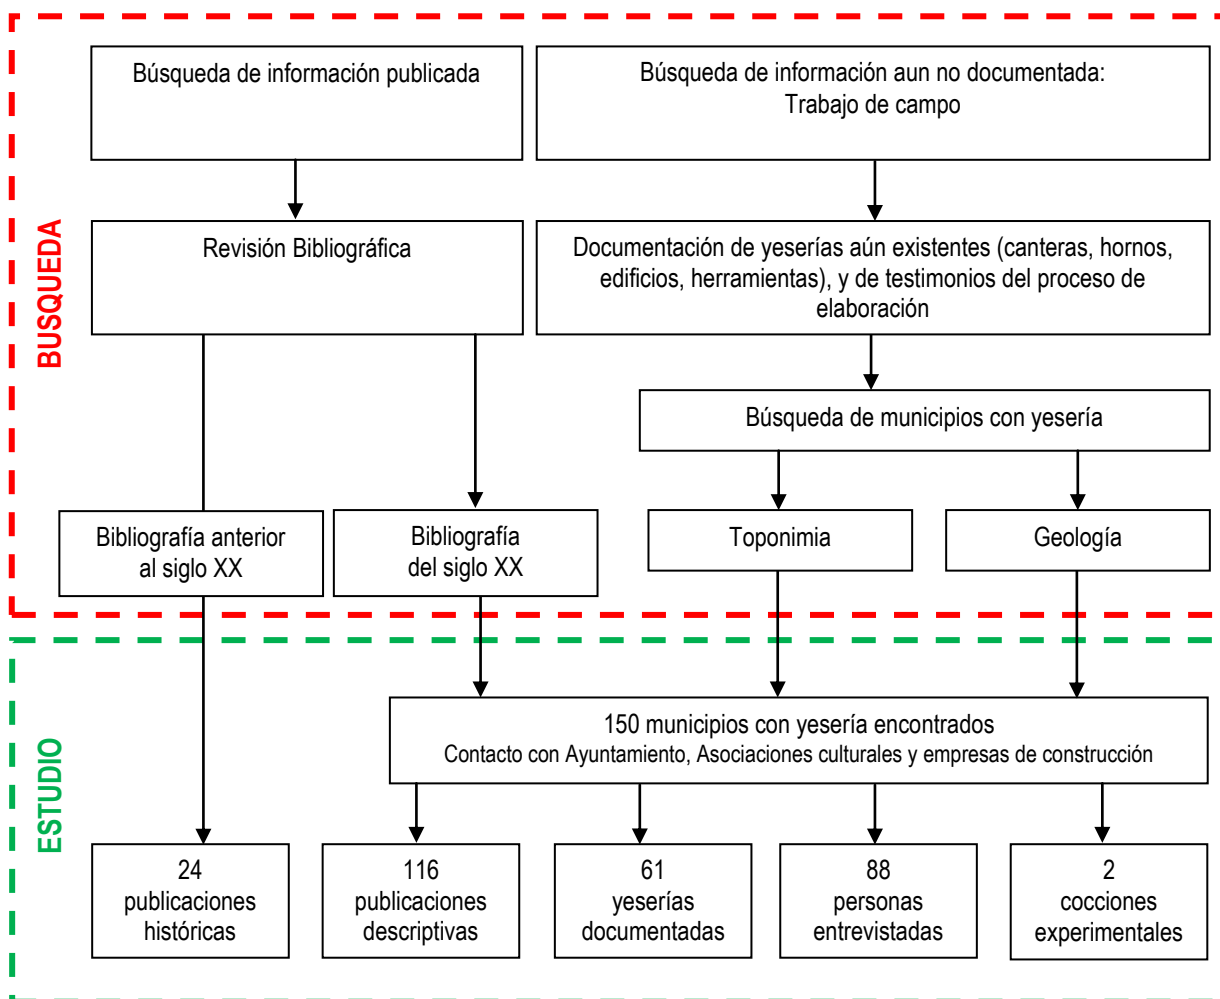 BUSQUEDA
Búsqueda de información publicada
Búsqueda de información aun no documentada:
Trabajo de campo
Revisión Bibliográfica
Documentación de yeserías aún existentes (canteras, hornos,
edificios, herramientas), y de testimonios del proceso de
elaboración
Búsqueda de municipios con yesería
Bibliografía anterior
al siglo XX
Bibliografía
del siglo XX
Toponimia
Geología
ESTUDIO
150 municipios con yesería encontrados
Contacto con Ayuntamiento, Asociaciones culturales y empresas de construcción
24
publicaciones
históricas
116
publicaciones
descriptivas
61
yeserías
documentadas
88
personas
entrevistadas
2
cocciones
experimentales